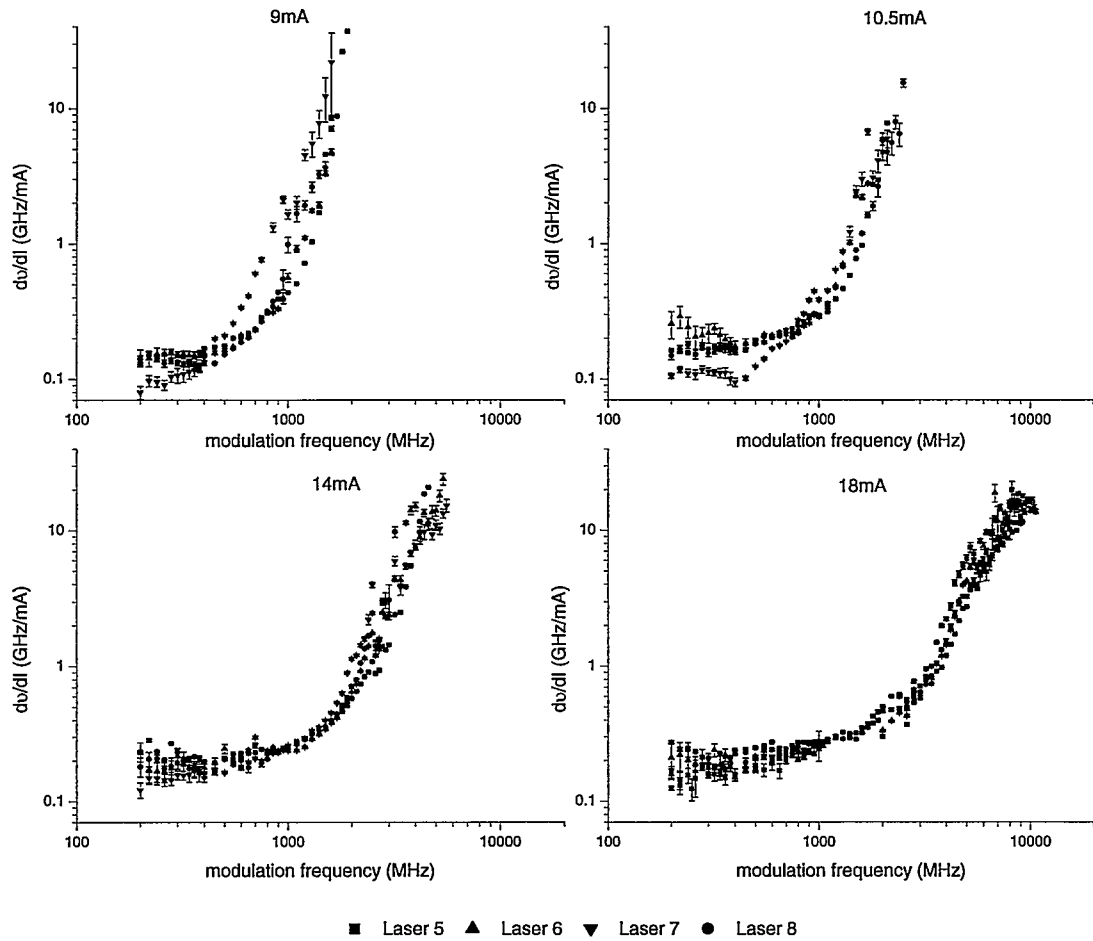 9mA
10.5mA
10
1
0.1
dυ/dI (GHz/mA)
100
1000
10000
modulation frequency (MHz)
10
1
0.1
dυ/dI (GHz/mA)
100
1000
10000
modulation frequency (MHz)
14mA
18mA
10
1
0.1
dυ/dI (GHz/mA)
100
1000
10000
modulation frequency (MHz)
10
1
0.1
dυ/dI (GHz/mA)
100
1000
10000
modulation frequency (MHz)
Laser 5 Laser 6 Laser 7 Laser 8